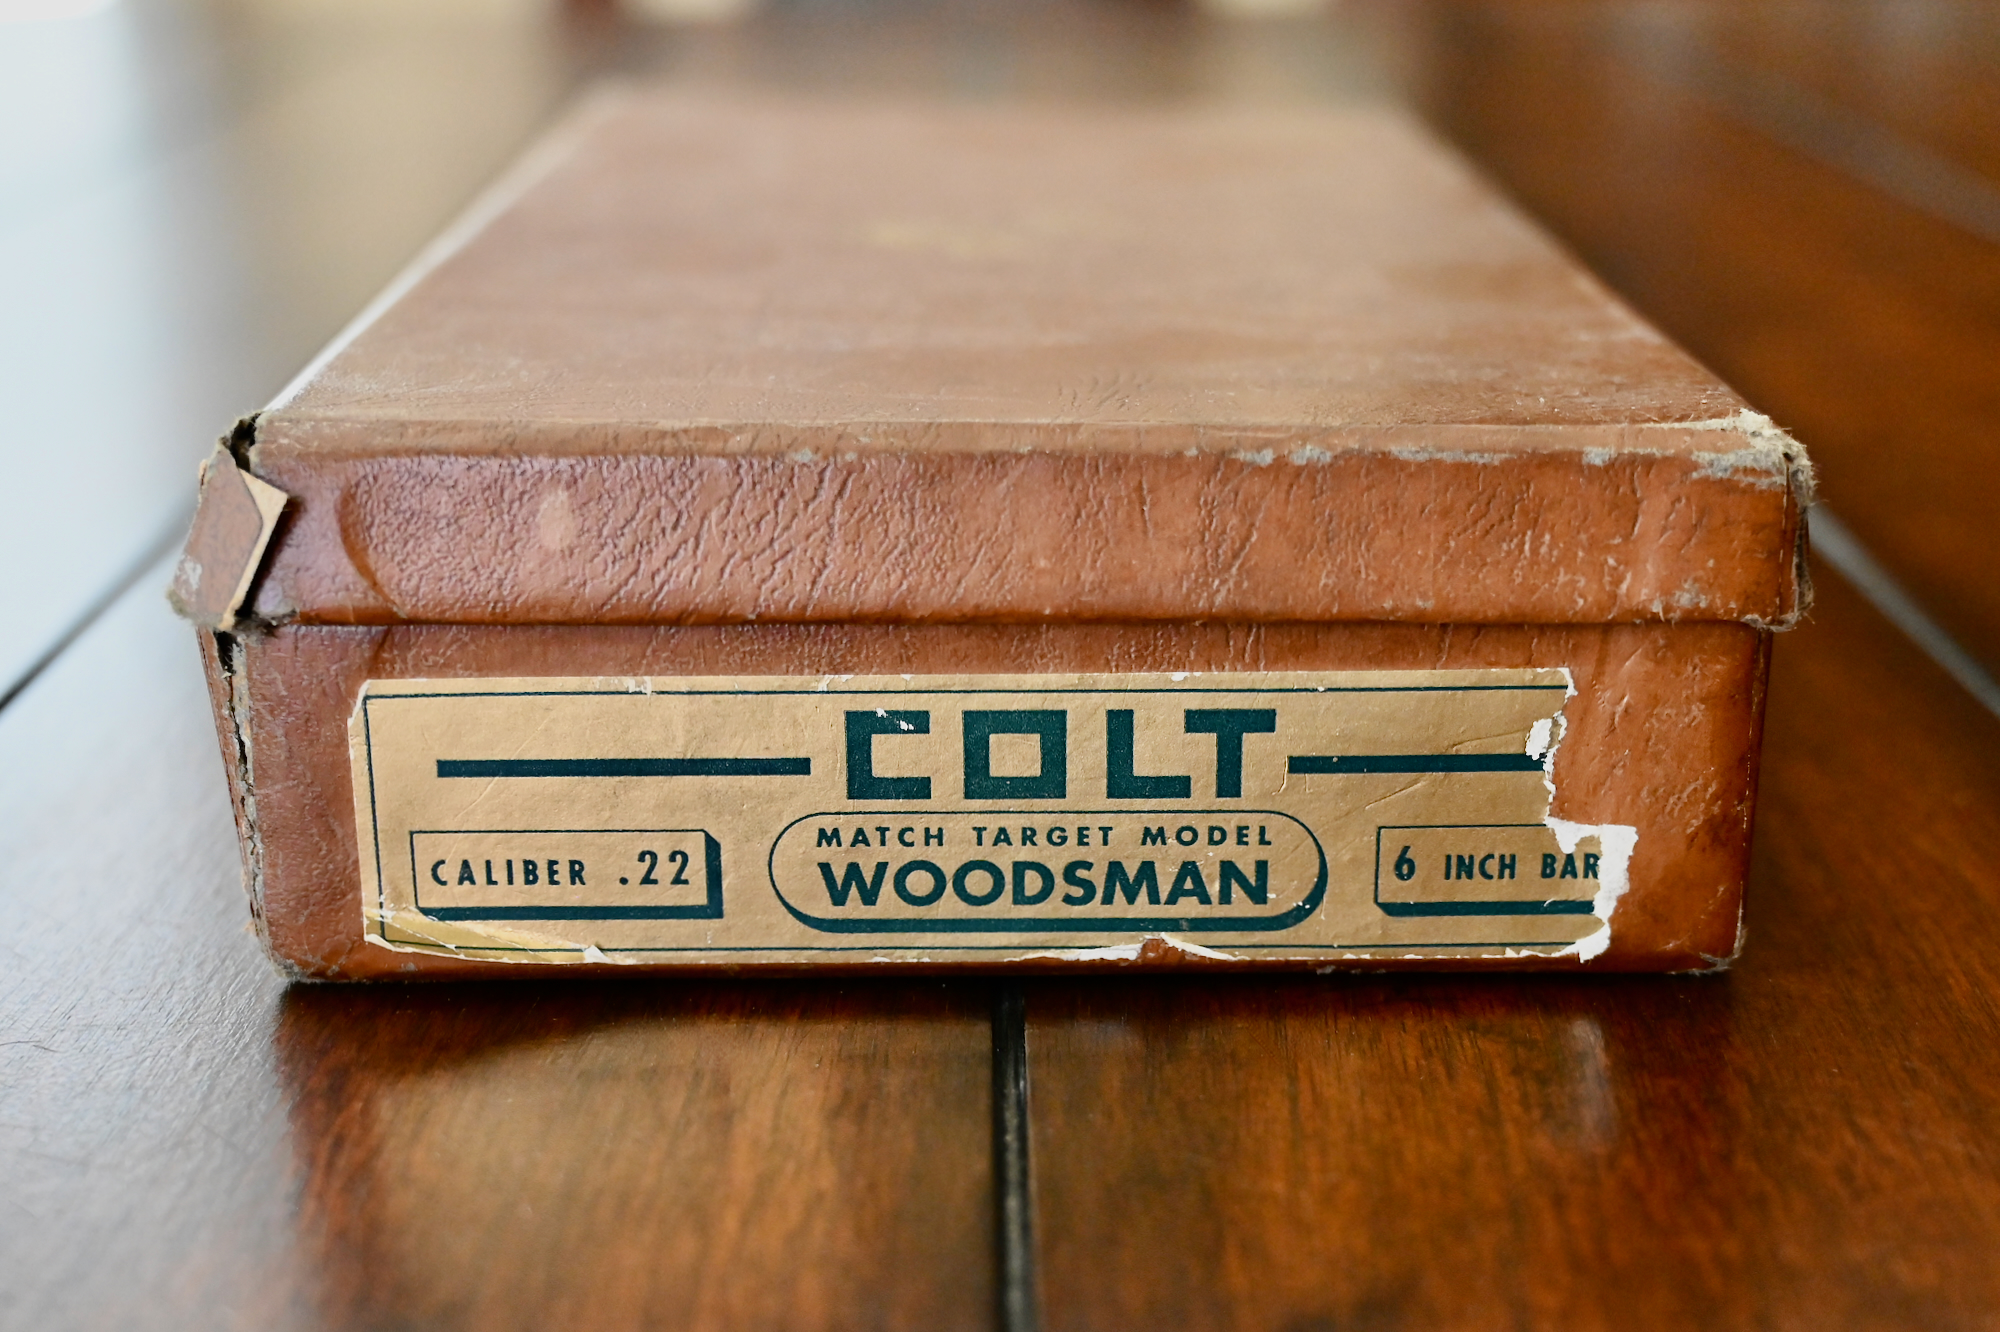 COLT
MATCH TARGET MODEL
WOODSMAN
CALIBER .22
6 INCH BAR